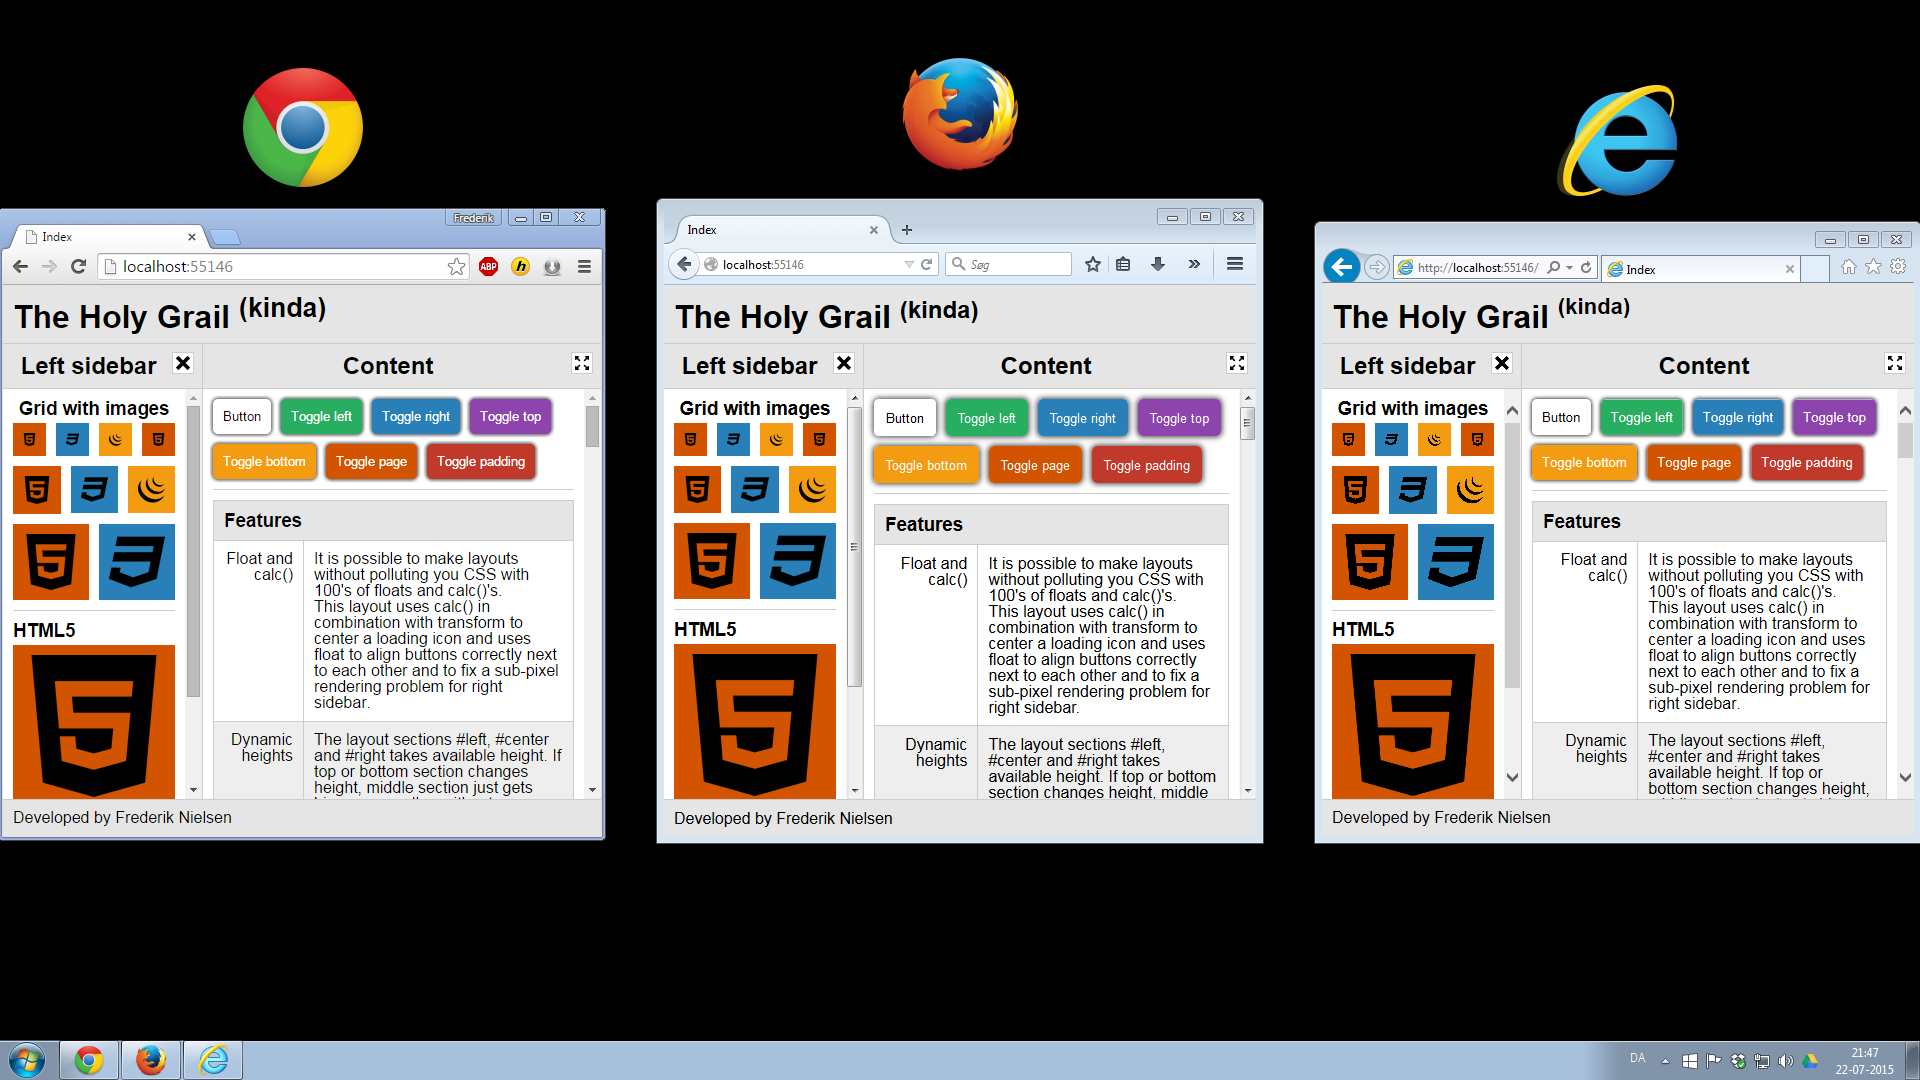 Frederik
Index
localhost:55146
ABP
h
The Holy Grail (kinda)
Left sidebar
Content
Grid with images
Button
Toggle left
Toggle right
Toggle top
Toggle bottom
Toggle page
Toggle padding
Features
Float and
calc()
It is possible to make layouts
without polluting you CSS with
100's of floats and calc()'s.
This layout uses calc() in
combination with transform to
center a loading icon and uses
float to align buttons correctly next
to each other and to fix a sub-pixel
rendering problem for right
sidebar.
HTML5
Dynamic
heights
The layout sections #left, #center
and #right takes available height. If
top or bottom section changes
height, middle section just gets
Developed by Frederik Nielsen
Index
localhost:55146
Søg
The Holy Grail (kinda)
Left sidebar
Content
Grid with images
Button
Toggle left
Toggle right
Toggle top
Toggle bottom
Toggle page
Toggle padding
Features
Float and
calc()
It is possible to make layouts
without polluting you CSS with
100's of floats and calc()'s.
This layout uses calc() in
combination with transform to
center a loading icon and uses
float to align buttons correctly
next to each other and to fix a
sub-pixel rendering problem for
right sidebar.
HTML5
Dynamic
heights
The layout sections #left,
#center and #right takes
available height. If top or bottom
section changes height, middle
Developed by Frederik Nielsen
http://localhost:55146/
Index
The Holy Grail (kinda)
Left sidebar
Content
Grid with images
Button
Toggle left
Toggle right
Toggle top
Toggle bottom
Toggle page
Toggle padding
Features
Float and
calc()
It is possible to make layouts
without polluting you CSS with
100's of floats and calc()'s.
This layout uses calc() in
combination with transform to
center a loading icon and uses
float to align buttons correctly
next to each other and to fix a
sub-pixel rendering problem for
right sidebar.
HTML5
Dynamic
heights
The layout sections #left,
#center and #right takes
available height. If top or
bottom section changes height,
Developed by Frederik Nielsen
DA
21:47
22-07-2015